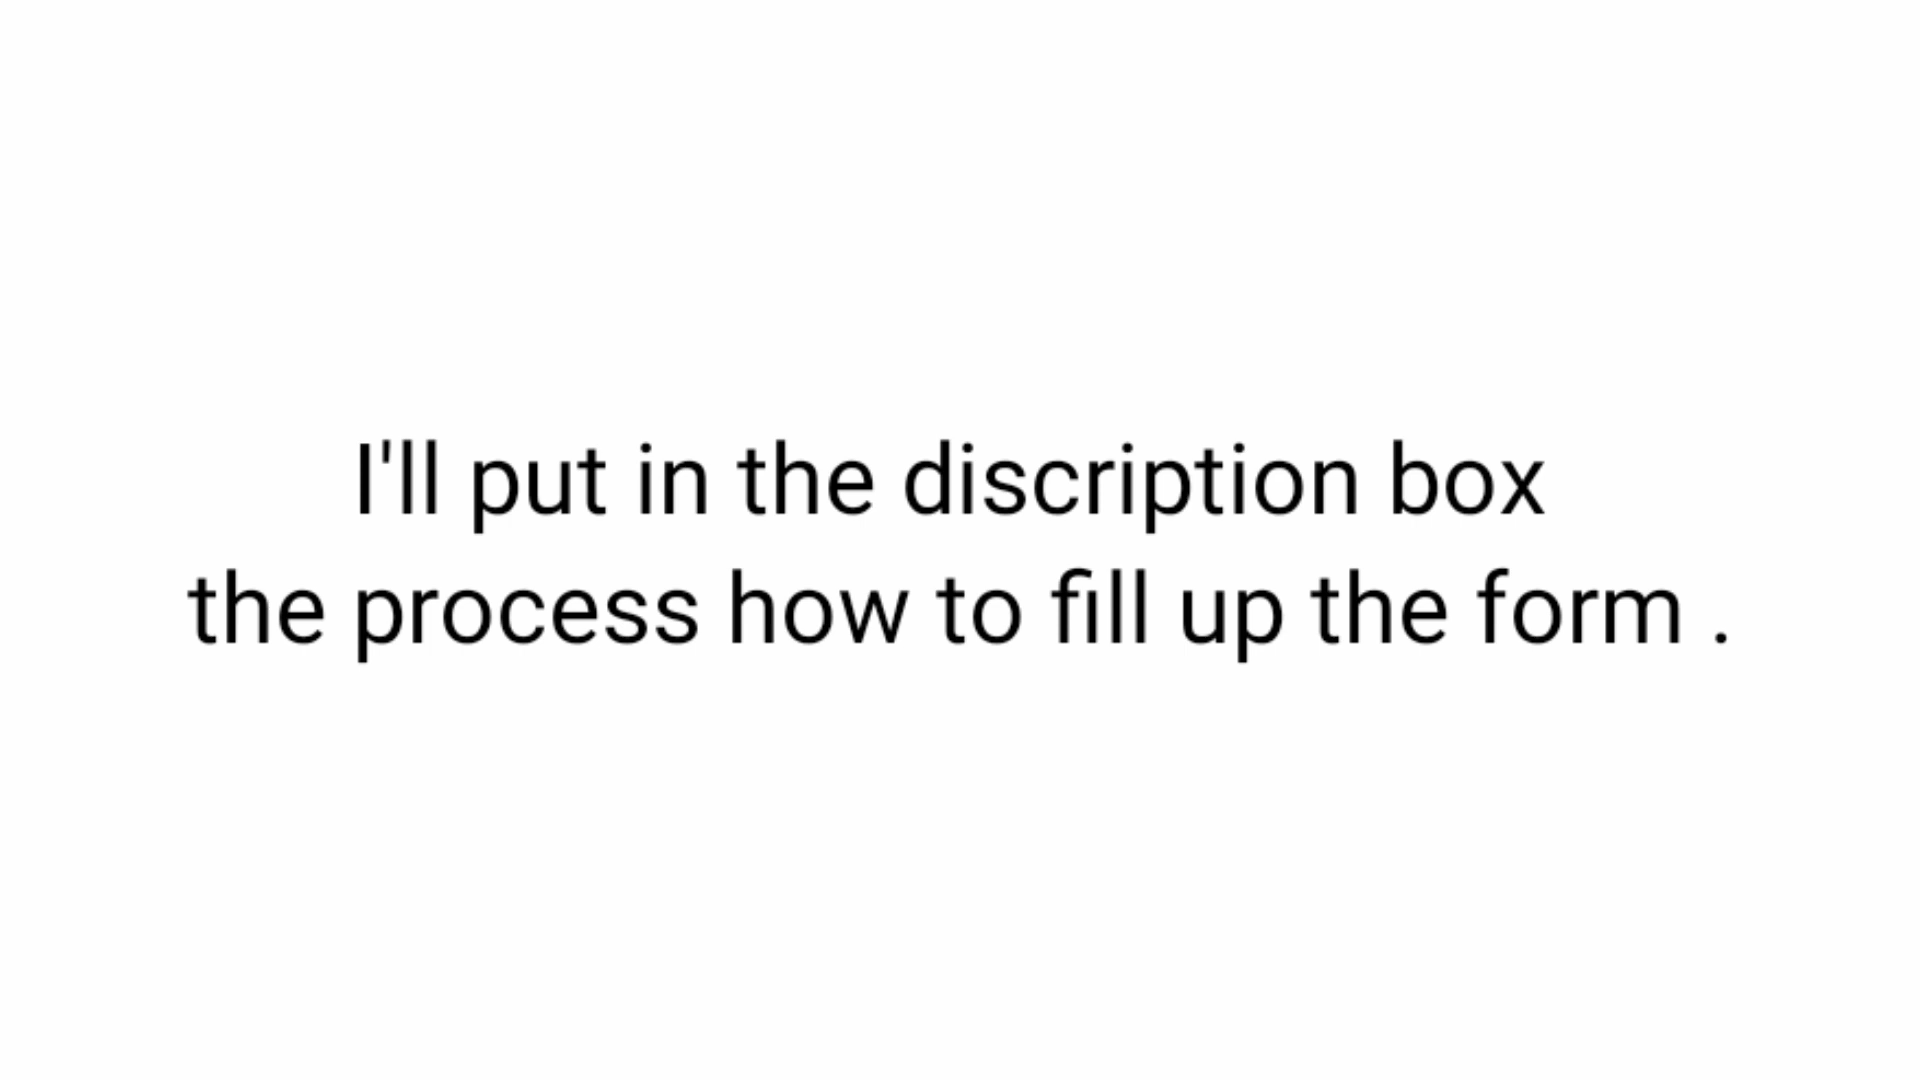 I'll put in the discription box
the process how to fill up the form .